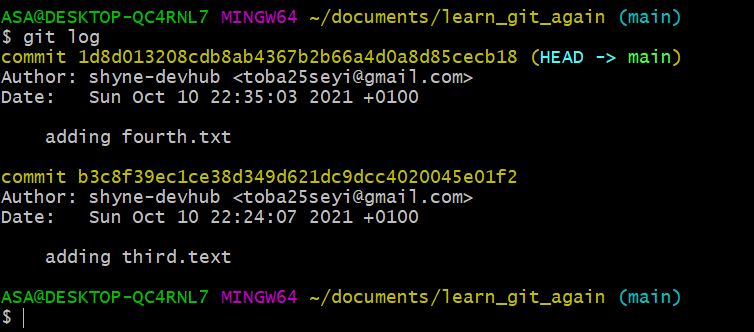 ASA@DESKTOP-QC4RNL7 MINGW64 ~/documents/learn_git_again (main)
$ git log
commit 1d8d013208cdb8ab4367b2b66a4d0a8d85cecb18 (HEAD -> main)
Author: shyne-devhub <toba25seyi@gmail.com>
Date:   Sun Oct 10 22:35:03 2021 +0100
    adding fourth.txt
commit b3c8f39ec1ce38d349d621dc9dcc4020045e01f2
Author: shyne-devhub <toba25seyi@gmail.com>
Date:   Sun Oct 10 22:24:07 2021 +0100
    adding third.text
ASA@DESKTOP-QC4RNL7 MINGW64 ~/documents/learn_git_again (main)
$